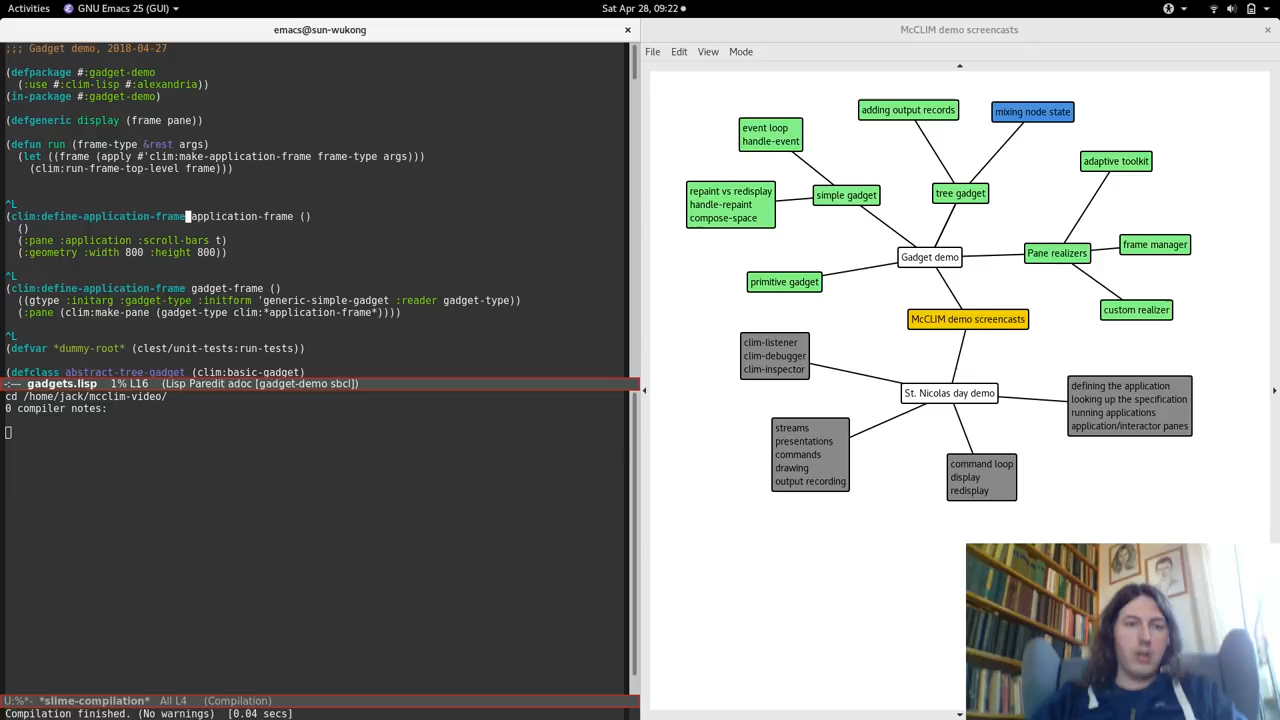 Activities
GNU Emacs 25 (GUI)
Sat Apr 28, 09:22
emacs@sun-wukong
;;; Gadget demo, 2018-04-27
(defpackage #:gadget-demo
(:use #:clim-lisp #:alexandria))
(in-package #:gadget-demo)
(defgeneric display (frame pane))
(defun run (frame-type &rest args)
(let ((frame (apply #'clim:make-application-frame frame-type args)))
(clim:run-frame-top-level frame)))
^L
(clim:define-application-frame application-frame ()
()
(:pane :application :scroll-bars t)
(:geometry :width 800 :height 800))
^L
(clim:define-application-frame gadget-frame ()
((gtype :initarg :gadget-type :initform 'generic-simple-gadget :reader gadget-type))
(:pane (clim:make-pane (gadget-type clim:*application-frame*))))
^L
(defvar *dummy-root* (clest/unit-tests:run-tests))
(defclass abstract-tree-gadget (clim:basic-gadget)
-:--- gadgets.lisp 1% L16 (Lisp Paredit adoc [gadget-demo sbcl])
cd /home/jack/mcclim-video/
0 compiler notes:
U:%*- *slime-compilation* All L4 (Compilation)
Compilation finished. (No warnings) [0.04 secs]
McCLIM demo screencasts
File Edit View Mode
adding output records
mixing node state
event loop
handle-event
adaptive toolkit
repaint vs redisplay
handle-repaint
compose-space
simple gadget
tree gadget
frame manager
Pane realizers
Gadget demo
primitive gadget
custom realizer
McCLIM demo screencasts
clim-listener
clim-debugger
clim-inspector
St. Nicolas day demo
defining the application
looking up the specification
running applications
application/interactor panes
streams
presentations
commands
drawing
output recording
command loop
display
redisplay